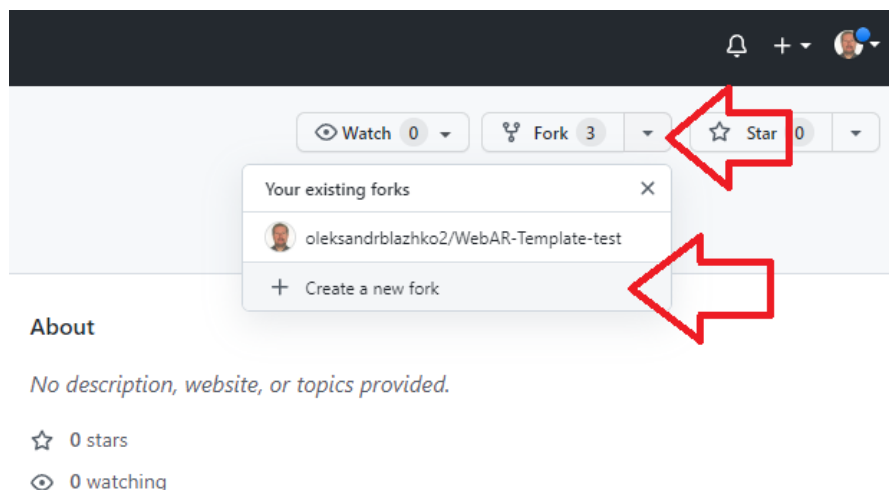 Watch 0
Fork 3
Star 0
Your existing forks
oleksandrblazhko2/WebAR-Template-test
Create a new fork
About
No description, website, or topics provided.
0 stars
0 watching